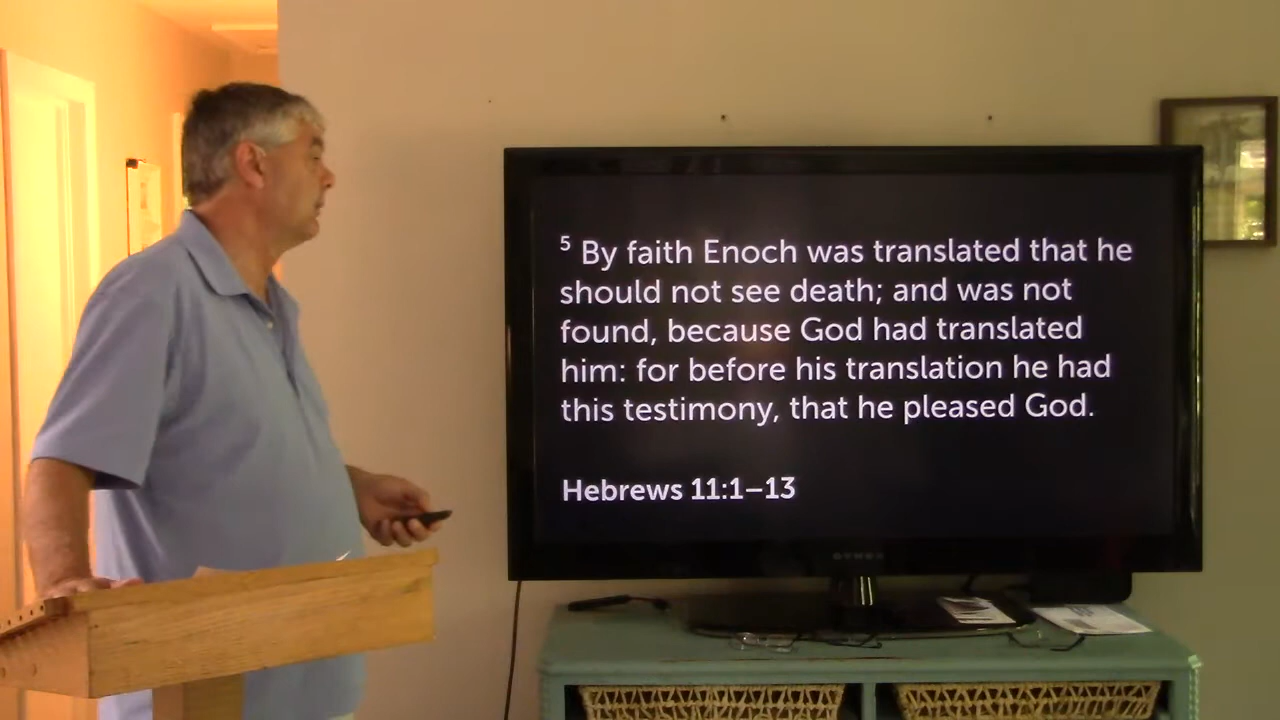 ⁵ By faith Enoch was translated that he
should not see death; and was not
found, because God had translated
him: for before his translation he had
this testimony, that he pleased God.
Hebrews 11:1–13
DYNEX